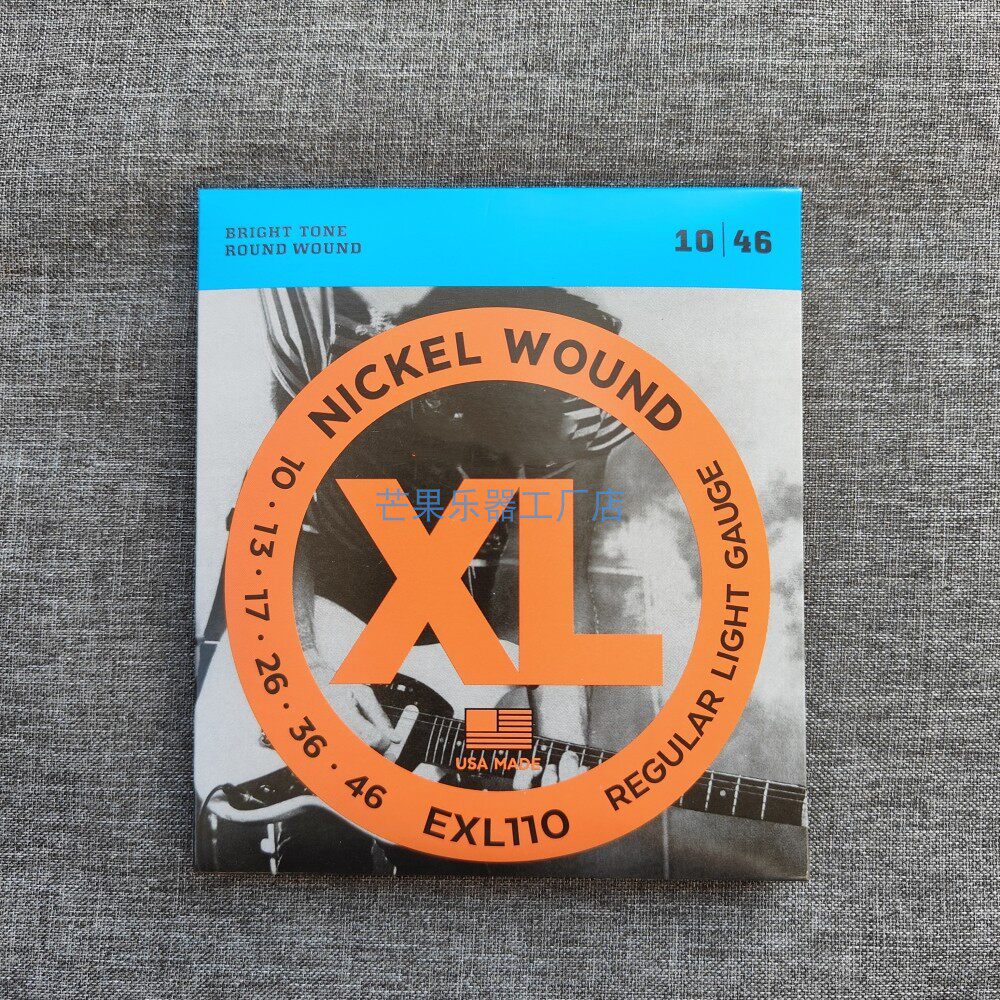 BRIGHT TONE
ROUND WOUND
10 | 46
NICKEL WOUND
10 · 13 · 17 · 26 · 36 · 46
XL
芒果乐器工厂店
USA MADE
EXL110
REGULAR LIGHT GAUGE